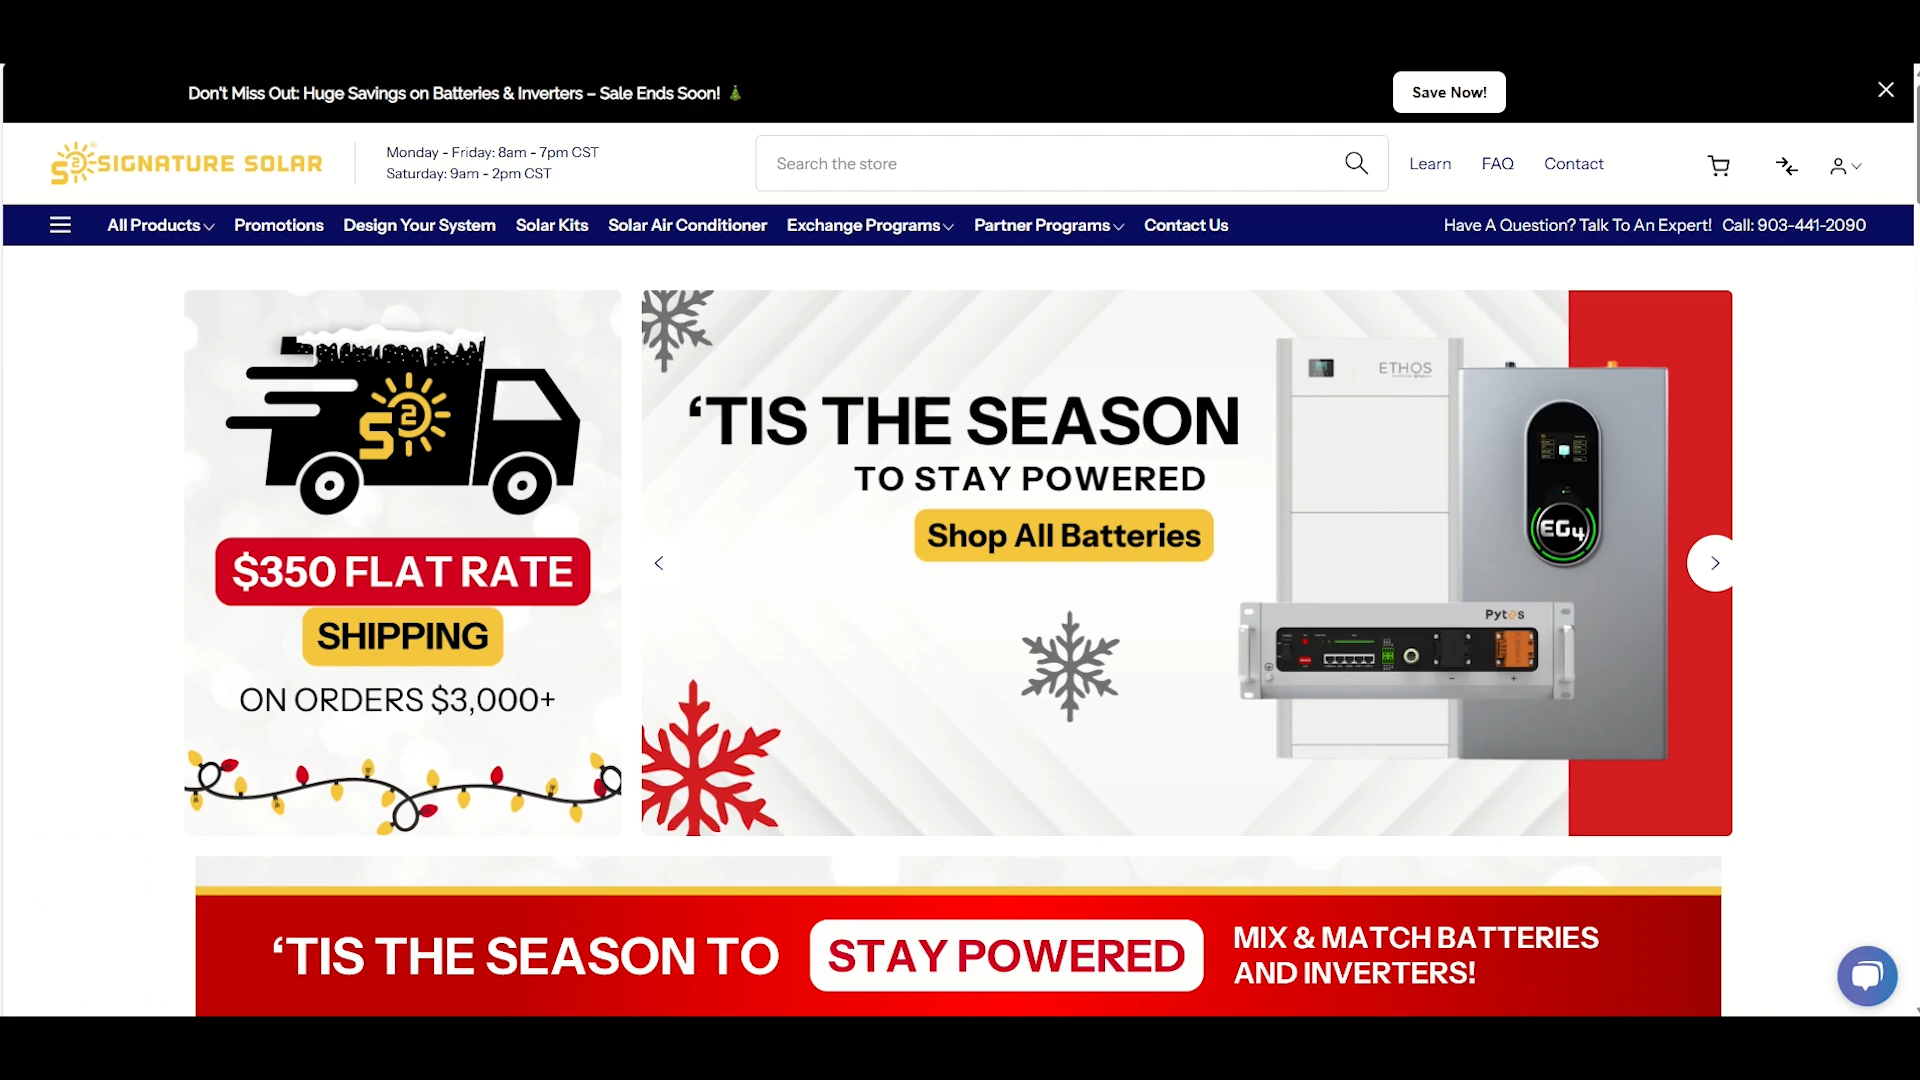 Don't Miss Out: Huge Savings on Batteries & Inverters – Sale Ends Soon! 🎄
Save Now!
S2 SIGNATURE SOLAR
Monday - Friday: 8am - 7pm CST
Saturday: 9am - 2pm CST
Search the store
Learn
FAQ
Contact
All Products
Promotions
Design Your System
Solar Kits
Solar Air Conditioner
Exchange Programs
Partner Programs
Contact Us
Have A Question? Talk To An Expert! Call: 903-441-2090
S2
$350 FLAT RATE
SHIPPING
ON ORDERS $3,000+
‘TIS THE SEASON
TO STAY POWERED
Shop All Batteries
ETHOS
EG4
Pytes
‘TIS THE SEASON TO
STAY POWERED
MIX & MATCH BATTERIES
AND INVERTERS!